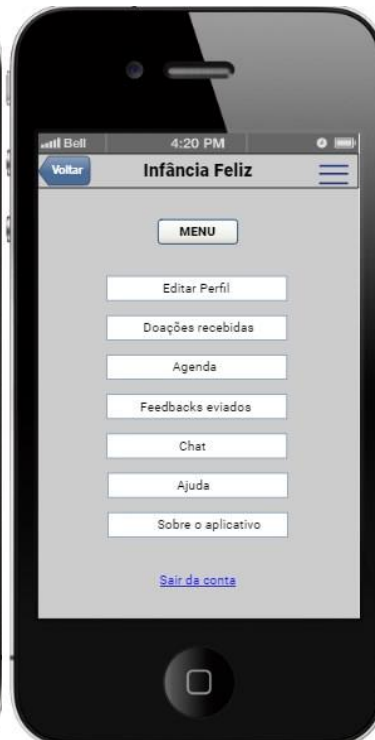 Bell 4:20 PM
Voltar Infância Feliz
MENU
Editar Perfil
Doações recebidas
Agenda
Feedbacks eviados
Chat
Ajuda
Sobre o aplicativo
Sair da conta